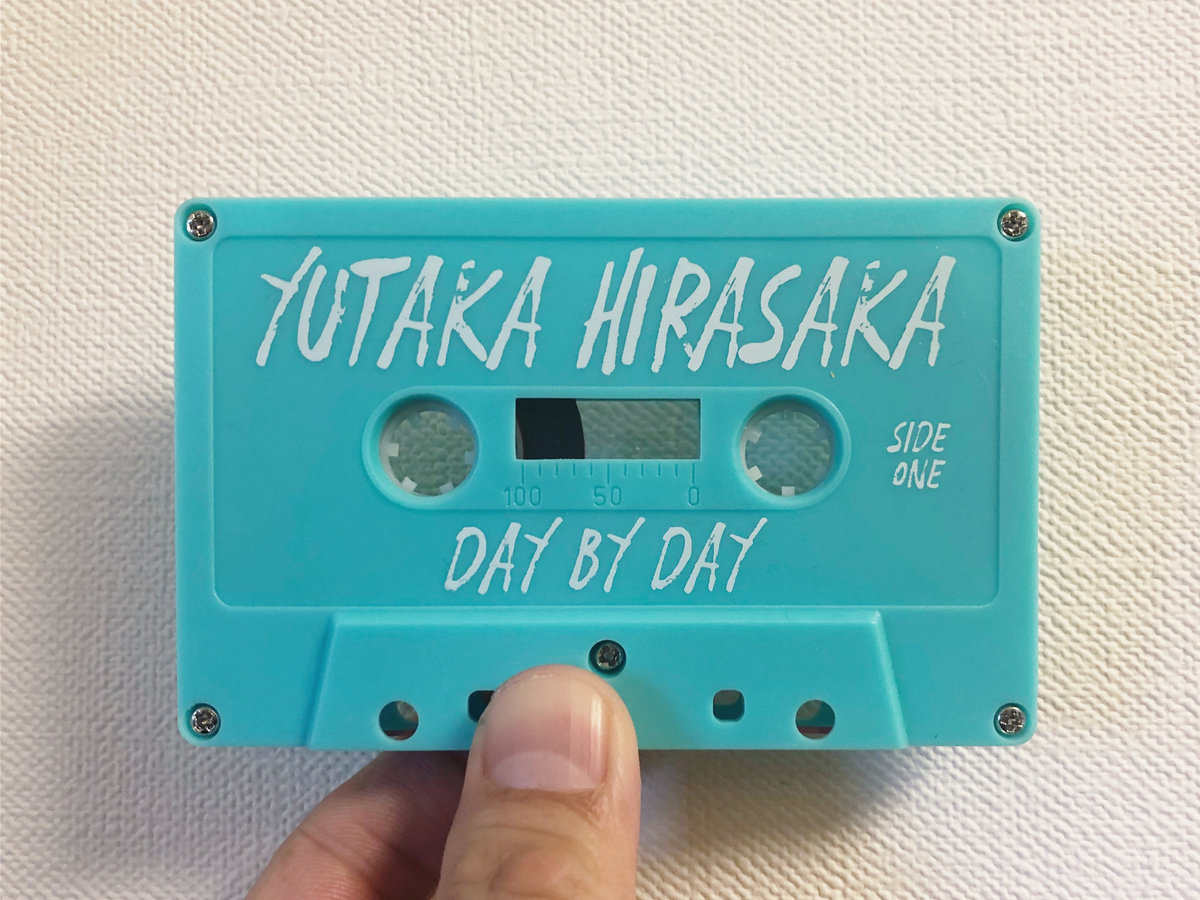 YUTAKA HIRASAKA
SIDE
ONE
100 50 0
DAY BY DAY